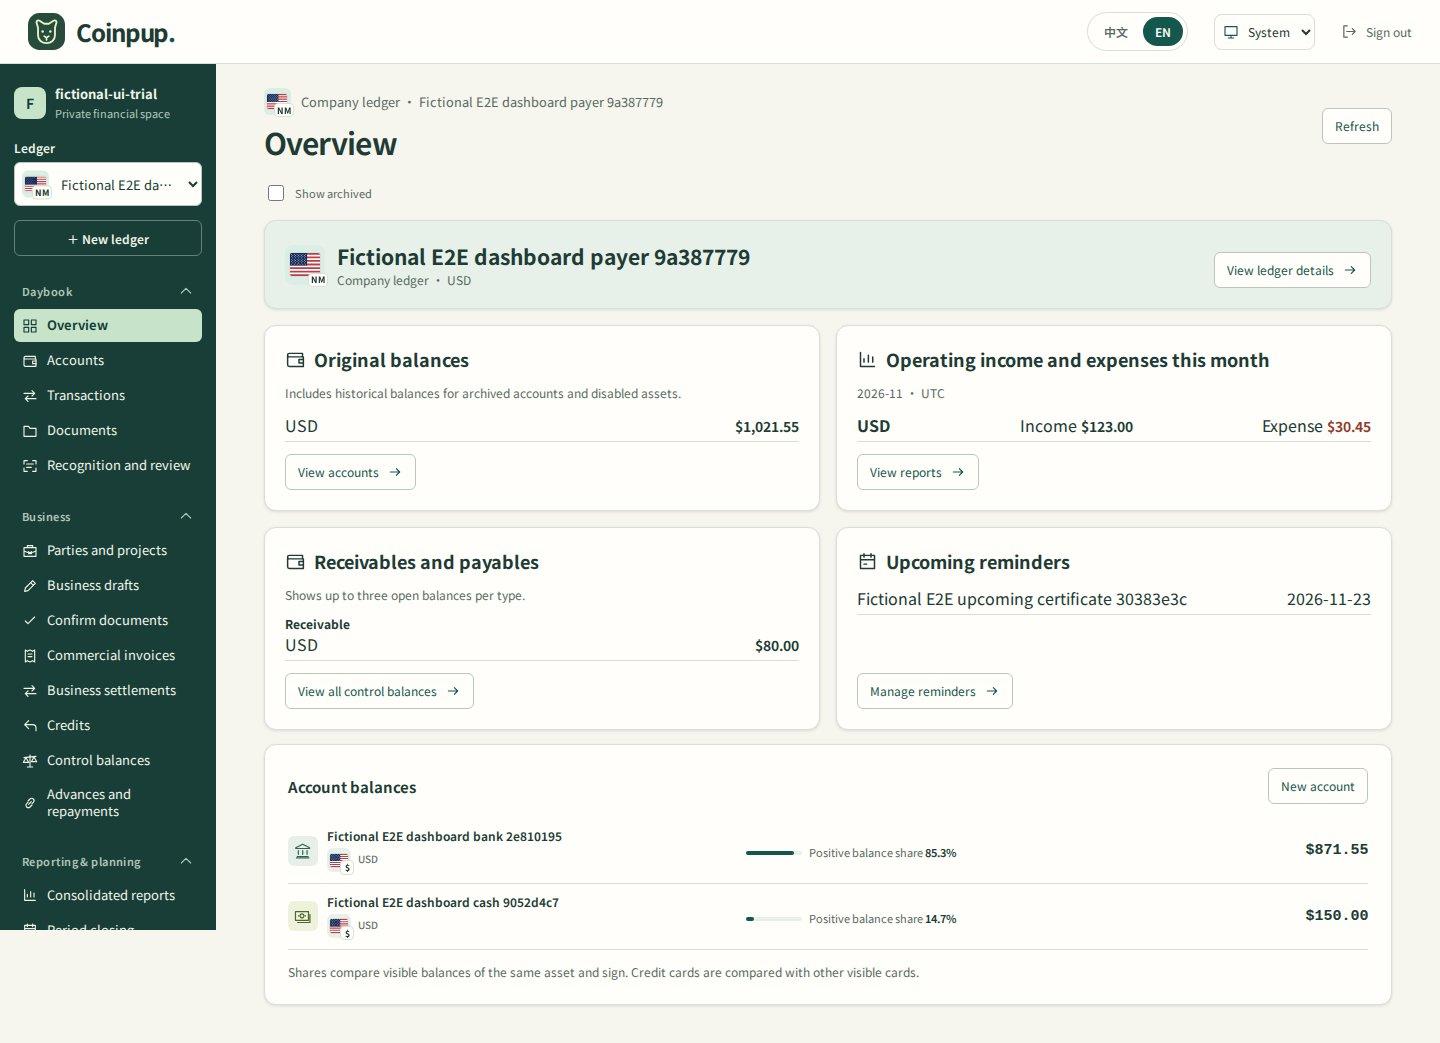 Coinpup.
中文
EN
System
Sign out
F
fictional-ui-trial
Private financial space
Ledger
NM
Fictional E2E da···
+ New ledger
Daybook
Overview
Accounts
Transactions
Documents
Recognition and review
Business
Parties and projects
Business drafts
Confirm documents
Commercial invoices
Business settlements
Credits
Control balances
Advances and
repayments
Reporting & planning
Consolidated reports
Period closing
NM
Company ledger • Fictional E2E dashboard payer 9a387779
Overview
Refresh
Show archived
NM
Fictional E2E dashboard payer 9a387779
Company ledger • USD
View ledger details →
Original balances
Includes historical balances for archived accounts and disabled assets.
USD $1,021.55
View accounts →
Operating income and expenses this month
2026-11 • UTC
USD Income $123.00 Expense $30.45
View reports →
Receivables and payables
Shows up to three open balances per type.
Receivable
USD $80.00
View all control balances →
Upcoming reminders
Fictional E2E upcoming certificate 30383e3c 2026-11-23
Manage reminders →
Account balances
New account
Fictional E2E dashboard bank 2e810195
$ USD
Positive balance share 85.3%
$871.55
Fictional E2E dashboard cash 9052d4c7
$ USD
Positive balance share 14.7%
$150.00
Shares compare visible balances of the same asset and sign. Credit cards are compared with other visible cards.